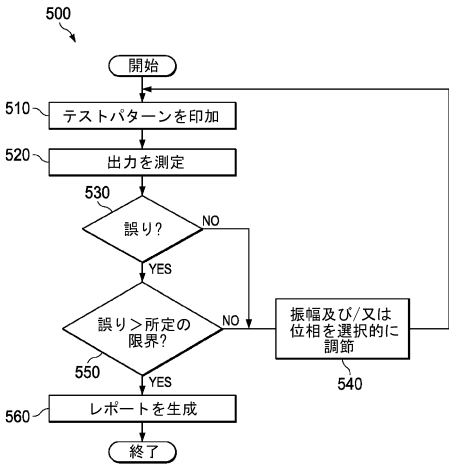 500
開始
510
テストパターンを印加
520
出力を測定
530
誤り?
NO
YES
誤り>所定の
限界?
NO
550
YES
振幅及び/又は
位相を選択的に
調節
540
560
レポートを生成
終了